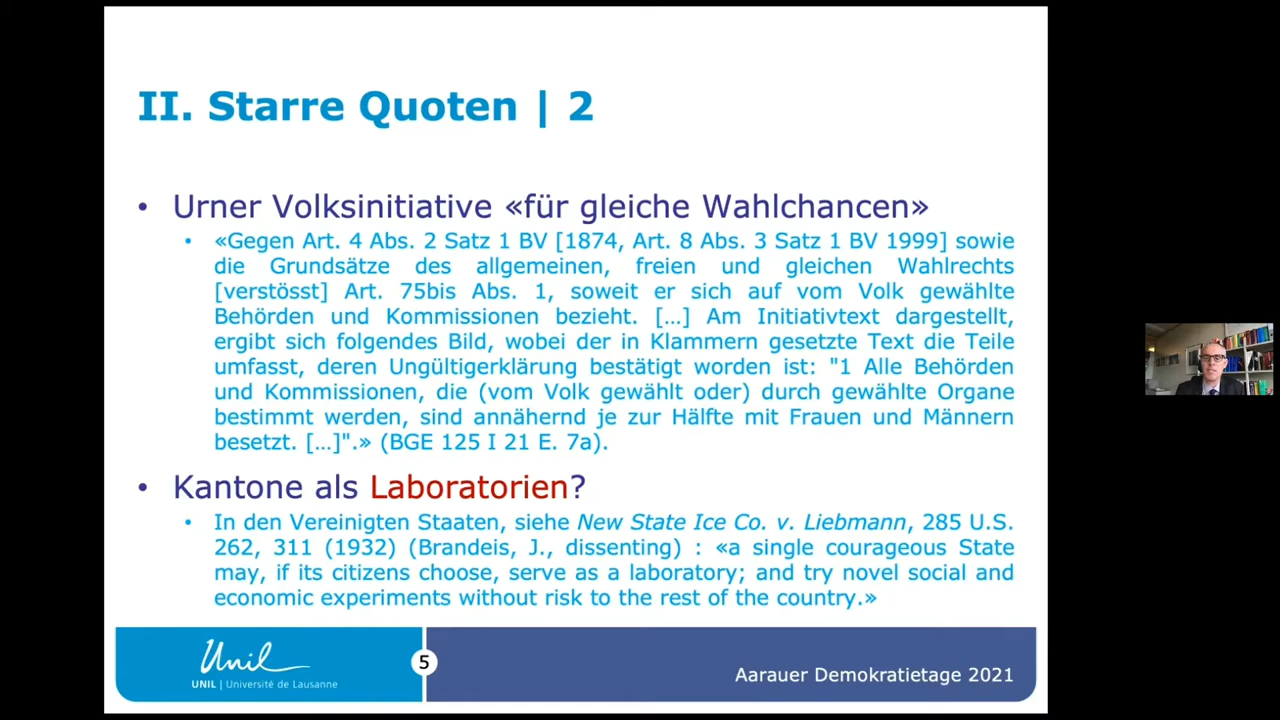 II. Starre Quoten | 2
• Urner Volksinitiative «für gleiche Wahlchancen»
• «Gegen Art. 4 Abs. 2 Satz 1 BV [1874, Art. 8 Abs. 3 Satz 1 BV 1999] sowie
die Grundsätze des allgemeinen, freien und gleichen Wahlrechts
[verstösst] Art. 75bis Abs. 1, soweit er sich auf vom Volk gewählte
Behörden und Kommissionen bezieht. […] Am Initiativtext dargestellt,
ergibt sich folgendes Bild, wobei der in Klammern gesetzte Text die Teile
umfasst, deren Ungültigerklärung bestätigt worden ist: "1 Alle Behörden
und Kommissionen, die (vom Volk gewählt oder) durch gewählte Organe
bestimmt werden, sind annähernd je zur Hälfte mit Frauen und Männern
besetzt. […]".» (BGE 125 I 21 E. 7a).
• Kantone als Laboratorien?
• In den Vereinigten Staaten, siehe New State Ice Co. v. Liebmann, 285 U.S.
262, 311 (1932) (Brandeis, J., dissenting) : «a single courageous State
may, if its citizens choose, serve as a laboratory; and try novel social and
economic experiments without risk to the rest of the country.»
Unil
UNIL | Université de Lausanne
5
Aarauer Demokratietage 2021